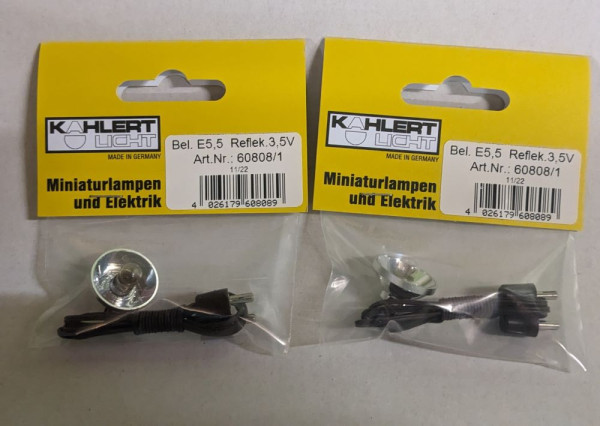 KAHLERT
LICHT
MADE IN GERMANY
Bel. E5,5 Reflek.3,5V
Art.Nr.: 60808/1
11/22
4 026179 608089
Miniaturlampen
und Elektrik
KAHLERT
LICHT
MADE IN GERMANY
Bel. E5,5 Reflek.3,5V
Art.Nr.: 60808/1
11/22
4 026179 608089
Miniaturlampen
und Elektrik